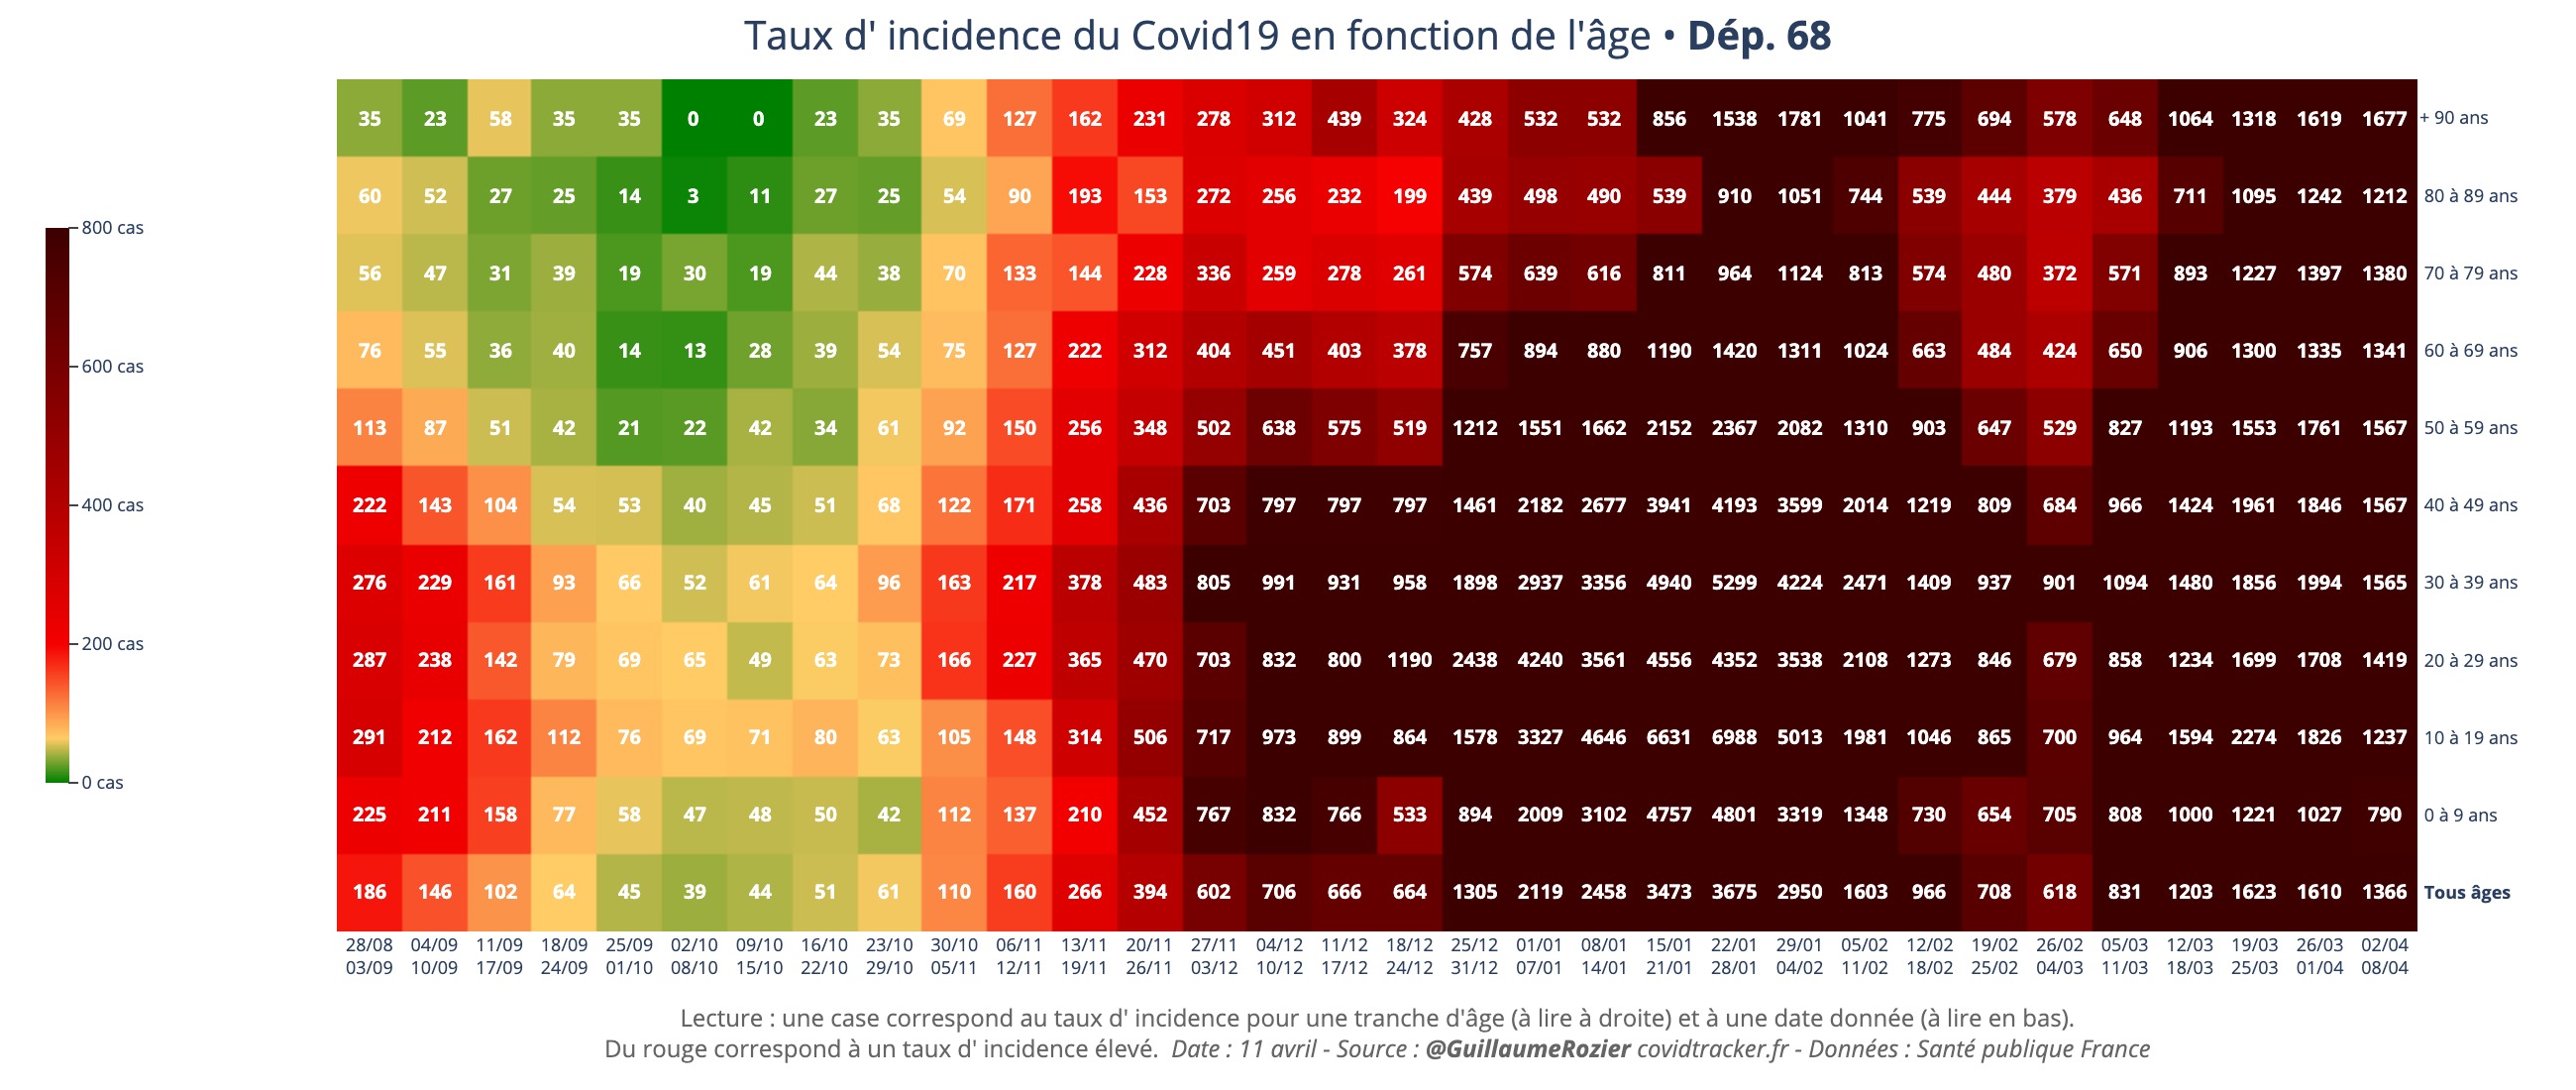 Taux d' incidence du Covid19 en fonction de l'âge • Dép. 68
800 cas
600 cas
400 cas
200 cas
0 cas
35 23 58 35 35 0 0 23 35 69 127 162 231 278 312 439 324 428 532 532 856 1538 1781 1041 775 694 578 648 1064 1318 1619 1677 + 90 ans
60 52 27 25 14 3 11 27 25 54 90 193 153 272 256 232 199 439 498 490 539 910 1051 744 539 444 379 436 711 1095 1242 1212 80 à 89 ans
56 47 31 39 19 30 19 44 38 70 133 144 228 336 259 278 261 574 639 616 811 964 1124 813 574 480 372 571 893 1227 1397 1380 70 à 79 ans
76 55 36 40 14 13 28 39 54 75 127 222 312 404 451 403 378 757 894 880 1190 1420 1311 1024 663 484 424 650 906 1300 1335 1341 60 à 69 ans
113 87 51 42 21 22 42 34 61 92 150 256 348 502 638 575 519 1212 1551 1662 2152 2367 2082 1310 903 647 529 827 1193 1553 1761 1567 50 à 59 ans
222 143 104 54 53 40 45 51 68 122 171 258 436 703 797 797 797 1461 2182 2677 3941 4193 3599 2014 1219 809 684 966 1424 1961 1846 1567 40 à 49 ans
276 229 161 93 66 52 61 64 96 163 217 378 483 805 991 931 958 1898 2937 3356 4940 5299 4224 2471 1409 937 901 1094 1480 1856 1994 1565 30 à 39 ans
287 238 142 79 69 65 49 63 73 166 227 365 470 703 832 800 1190 2438 4240 3561 4556 4352 3538 2108 1273 846 679 858 1234 1699 1708 1419 20 à 29 ans
291 212 162 112 76 69 71 80 63 105 148 314 506 717 973 899 864 1578 3327 4646 6631 6988 5013 1981 1046 865 700 964 1594 2274 1826 1237 10 à 19 ans
225 211 158 77 58 47 48 50 42 112 137 210 452 767 832 766 533 894 2009 3102 4757 4801 3319 1348 730 654 705 808 1000 1221 1027 790 0 à 9 ans
186 146 102 64 45 39 44 51 61 110 160 266 394 602 706 666 664 1305 2119 2458 3473 3675 2950 1603 966 708 618 831 1203 1623 1610 1366 Tous âges
28/08 04/09 11/09 18/09 25/09 02/10 09/10 16/10 23/10 30/10 06/11 13/11 20/11 27/11 04/12 11/12 18/12 25/12 01/01 08/01 15/01 22/01 29/01 05/02 12/02 19/02 26/02 05/03 12/03 19/03 26/03 02/04
03/09 10/09 17/09 24/09 01/10 08/10 15/10 22/10 29/10 05/11 12/11 19/11 26/11 03/12 10/12 17/12 24/12 31/12 07/01 14/01 21/01 28/01 04/02 11/02 18/02 25/02 04/03 11/03 18/03 25/03 01/04 08/04
Lecture : une case correspond au taux d' incidence pour une tranche d'âge (à lire à droite) et à une date donnée (à lire en bas).
Du rouge correspond à un taux d' incidence élevé. Date : 11 avril - Source : @GuillaumeRozier covidtracker.fr - Données : Santé publique France